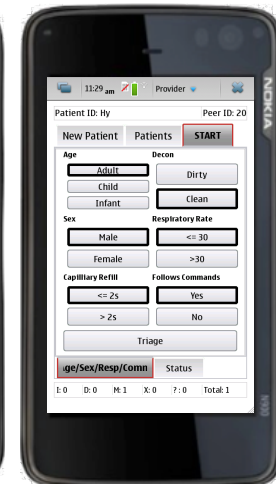 11:29 am Provider
Patient ID: Hy Peer ID: 20
New Patient Patients START
Age Decon
Adult Dirty
Child
Infant Clean
Sex Respiratory Rate
Male <= 30
Female >30
Capilliary Refill Follows Commands
<= 2s Yes
> 2s No
Triage
ge/Sex/Resp/Comn Status
I: 0 D: 0 M: 1 X: 0 ? : 0 Total: 1
NOKIA
N900